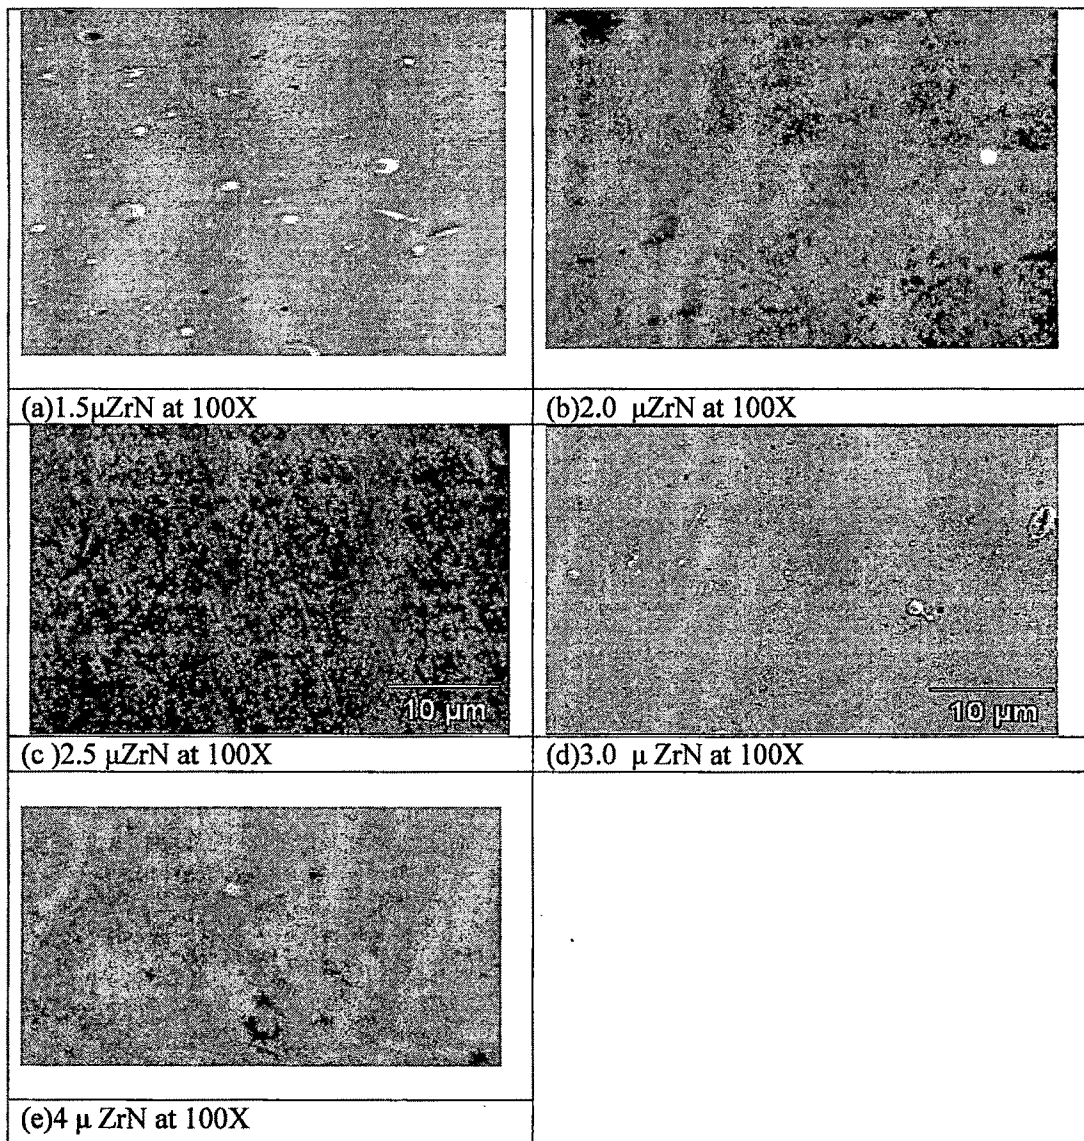 (a)1.5μZrN at 100X
(b)2.0 μZrN at 100X
10 μm
10 μm
(c )2.5 μZrN at 100X
(d)3.0 μ ZrN at 100X
(e)4 μ ZrN at 100X